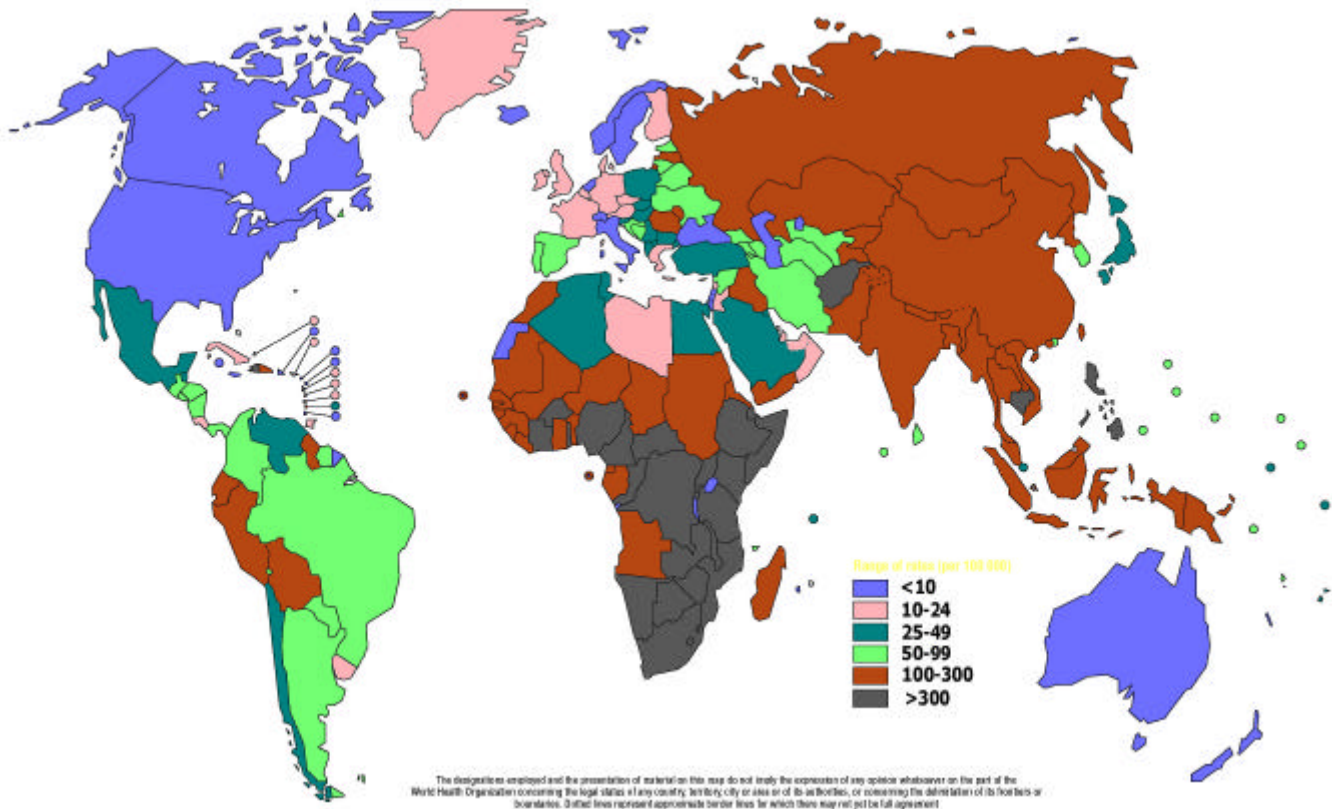 Range of rates (per 100 000)
<10
10-24
25-49
50-99
100-300
>300
The designations employed and the presentation of material on this map do not imply the expression of any opinion whatsoever on the part of the
World Health Organization concerning the legal status of any country, territory, city or area or of its authorities, or concerning the delimitation of its frontiers or
boundaries. Dotted lines represent approximate border lines for which there may not yet be full agreement